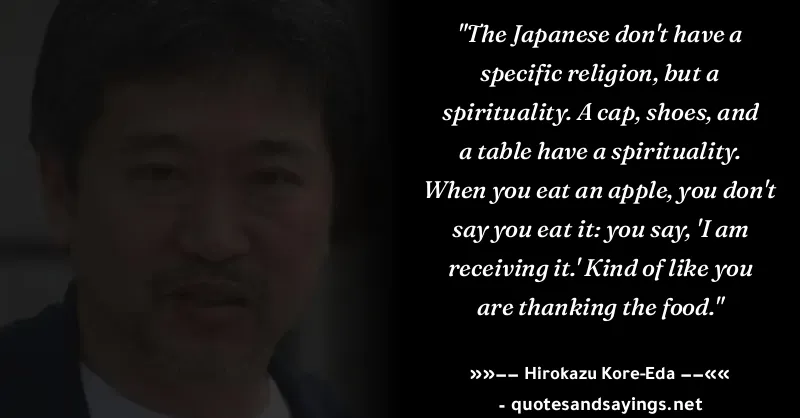 "The Japanese don't have a
specific religion, but a
spirituality. A cap, shoes, and
a table have a spirituality.
When you eat an apple, you don't
say you eat it: you say, 'I am
receiving it.' Kind of like you
are thanking the food."
»»–– Hirokazu Kore-Eda ––««
- quotesandsayings.net